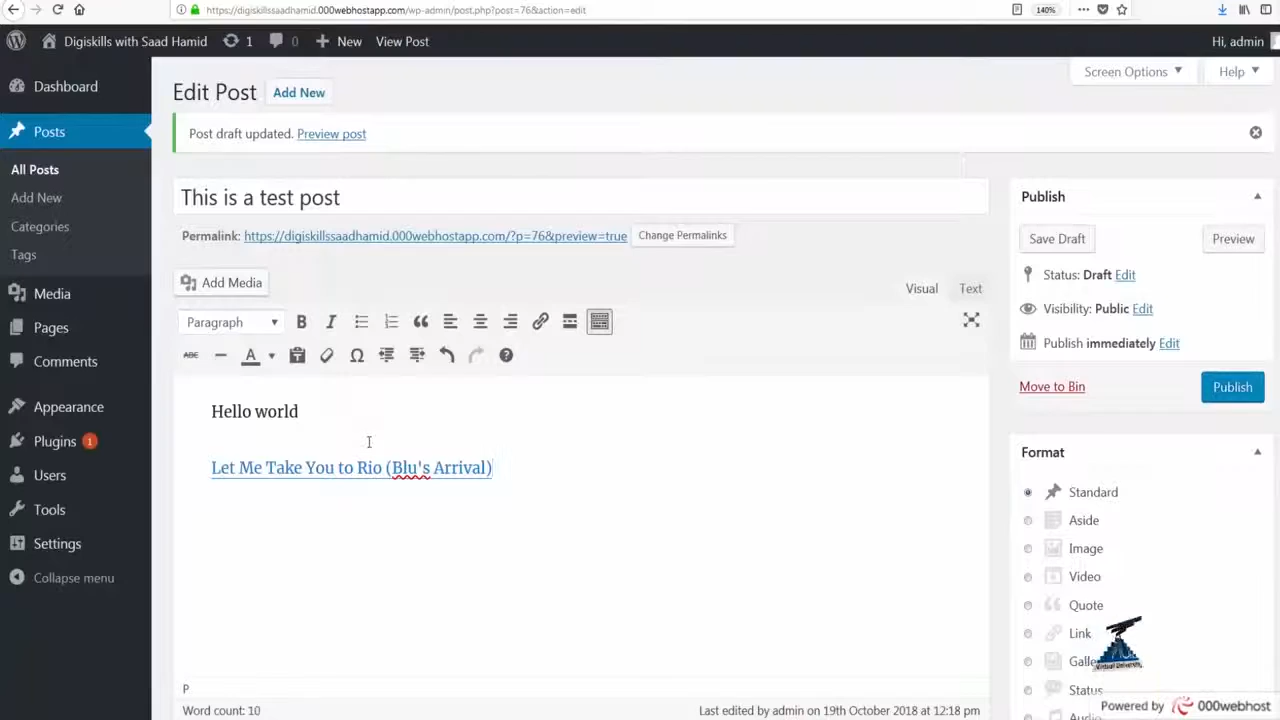 https://digiskillssaadhamid.000webhostapp.com/wp-admin/post.php?post=76&action=edit
140%
Digiskills with Saad Hamid
1
0
New
View Post
Hi, admin
Dashboard
Posts
All Posts
Add New
Categories
Tags
Media
Pages
Comments
Appearance
Plugins 1
Users
Tools
Settings
Collapse menu
Screen Options
Help
Edit Post
Add New
Post draft updated. Preview post
This is a test post
Permalink: https://digiskillssaadhamid.000webhostapp.com/?p=76&preview=true
Change Permalinks
Add Media
Visual
Text
Paragraph
B I
ABC
A
Hello world
Let Me Take You to Rio (Blu's Arrival)
P
Word count: 10
Last edited by admin on 19th October 2018 at 12:18 pm
Publish
Save Draft
Preview
Status: Draft Edit
Visibility: Public Edit
Publish immediately Edit
Move to Bin
Publish
Format
Standard
Aside
Image
Video
Quote
Link
Galle
Status
Powered by 000webhost